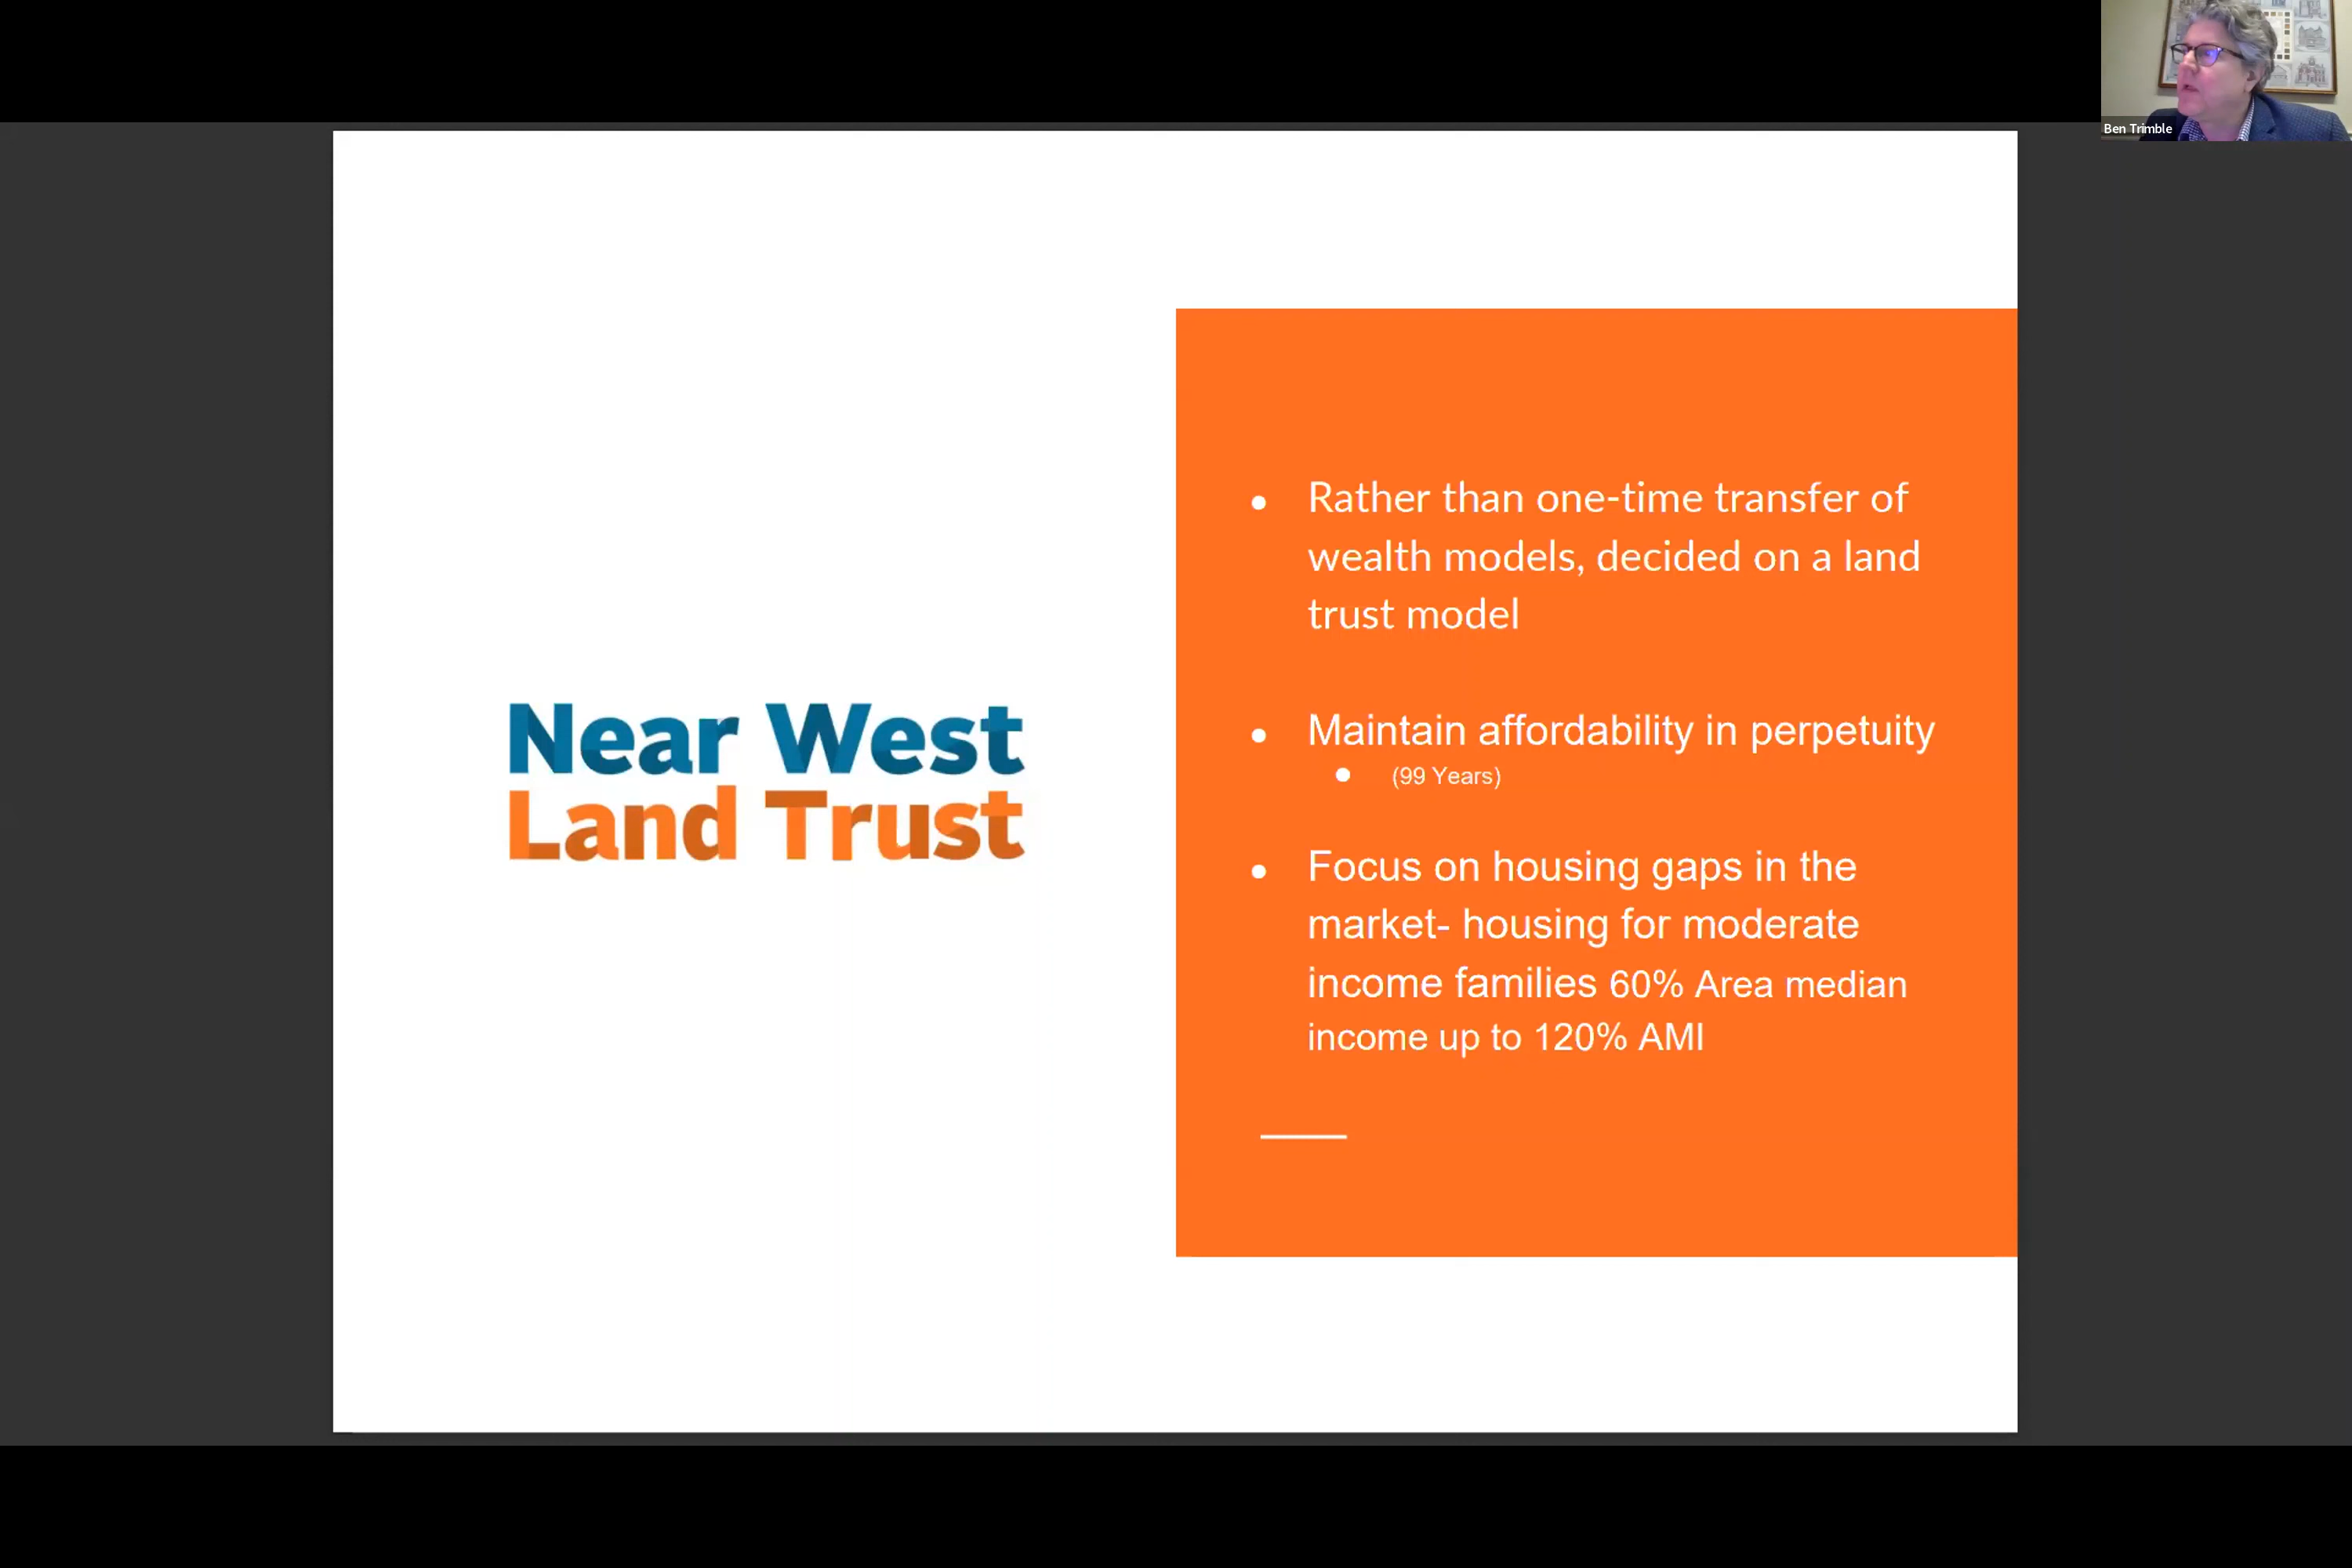 Ben Trimble
Near West
Land Trust
● Rather than one-time transfer of
wealth models, decided on a land
trust model
● Maintain affordability in perpetuity
● (99 Years)
● Focus on housing gaps in the
market- housing for moderate
income families 60% Area median
income up to 120% AMI